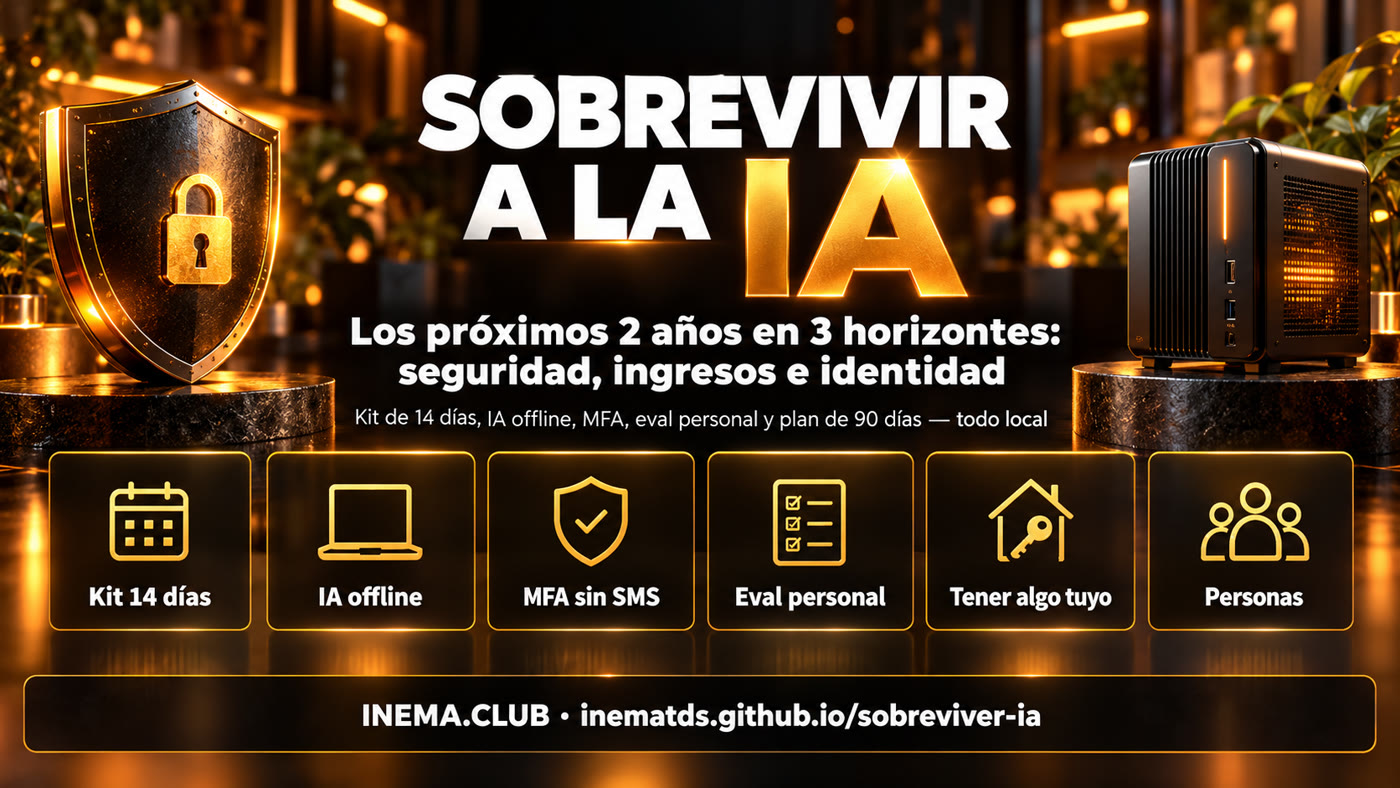 SOBREVIVIR
A LA IA
Los próximos 2 años en 3 horizontes:
seguridad, ingresos e identidad
Kit de 14 días, IA offline, MFA, eval personal y plan de 90 días — todo local
Kit 14 días
IA offline
MFA sin SMS
Eval personal
Tener algo tuyo
Personas
INEMA.CLUB • inematds.github.io/sobreviver-ia